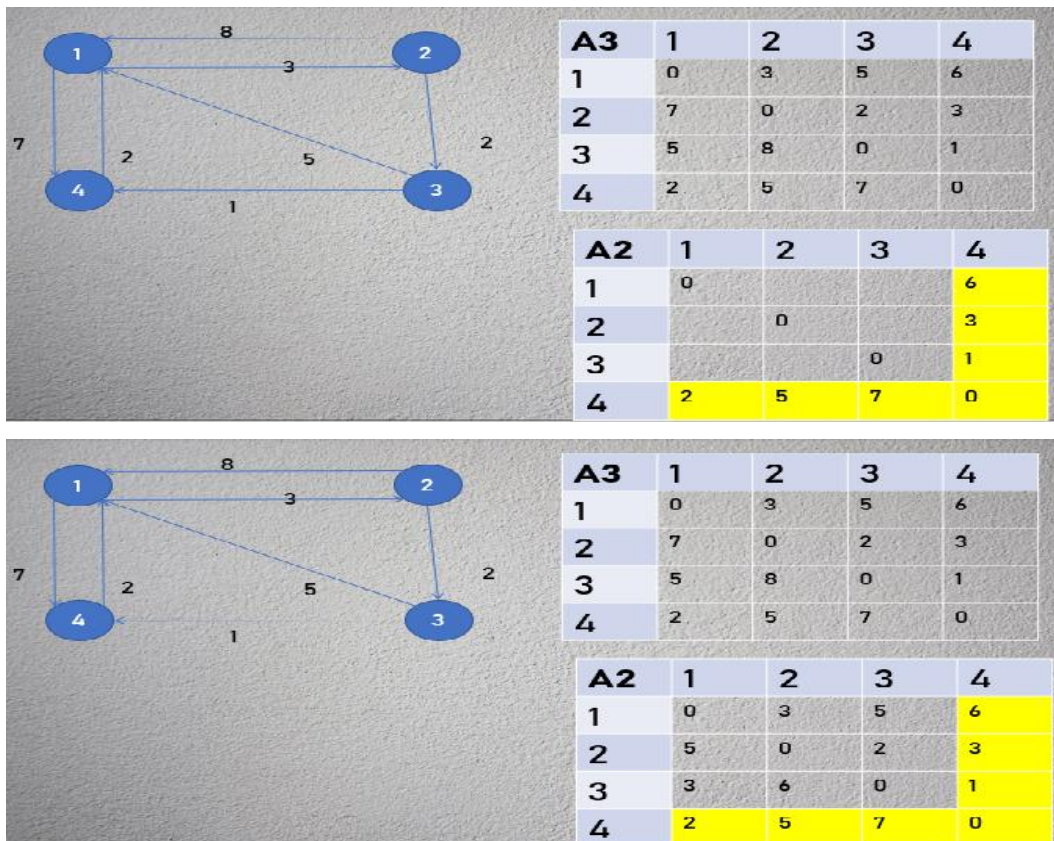 8
1 2
3
7 2 5 2
4 3
1
A3 1 2 3 4
1 0 3 5 6
2 7 0 2 3
3 5 8 0 1
4 2 5 7 0
A2 1 2 3 4
1 0 6
2 0 3
3 0 1
4 2 5 7 0
8
1 2
3
7 2 5 2
4 3
1
A3 1 2 3 4
1 0 3 5 6
2 7 0 2 3
3 5 8 0 1
4 2 5 7 0
A2 1 2 3 4
1 0 3 5 6
2 5 0 2 3
3 3 6 0 1
4 2 5 7 0